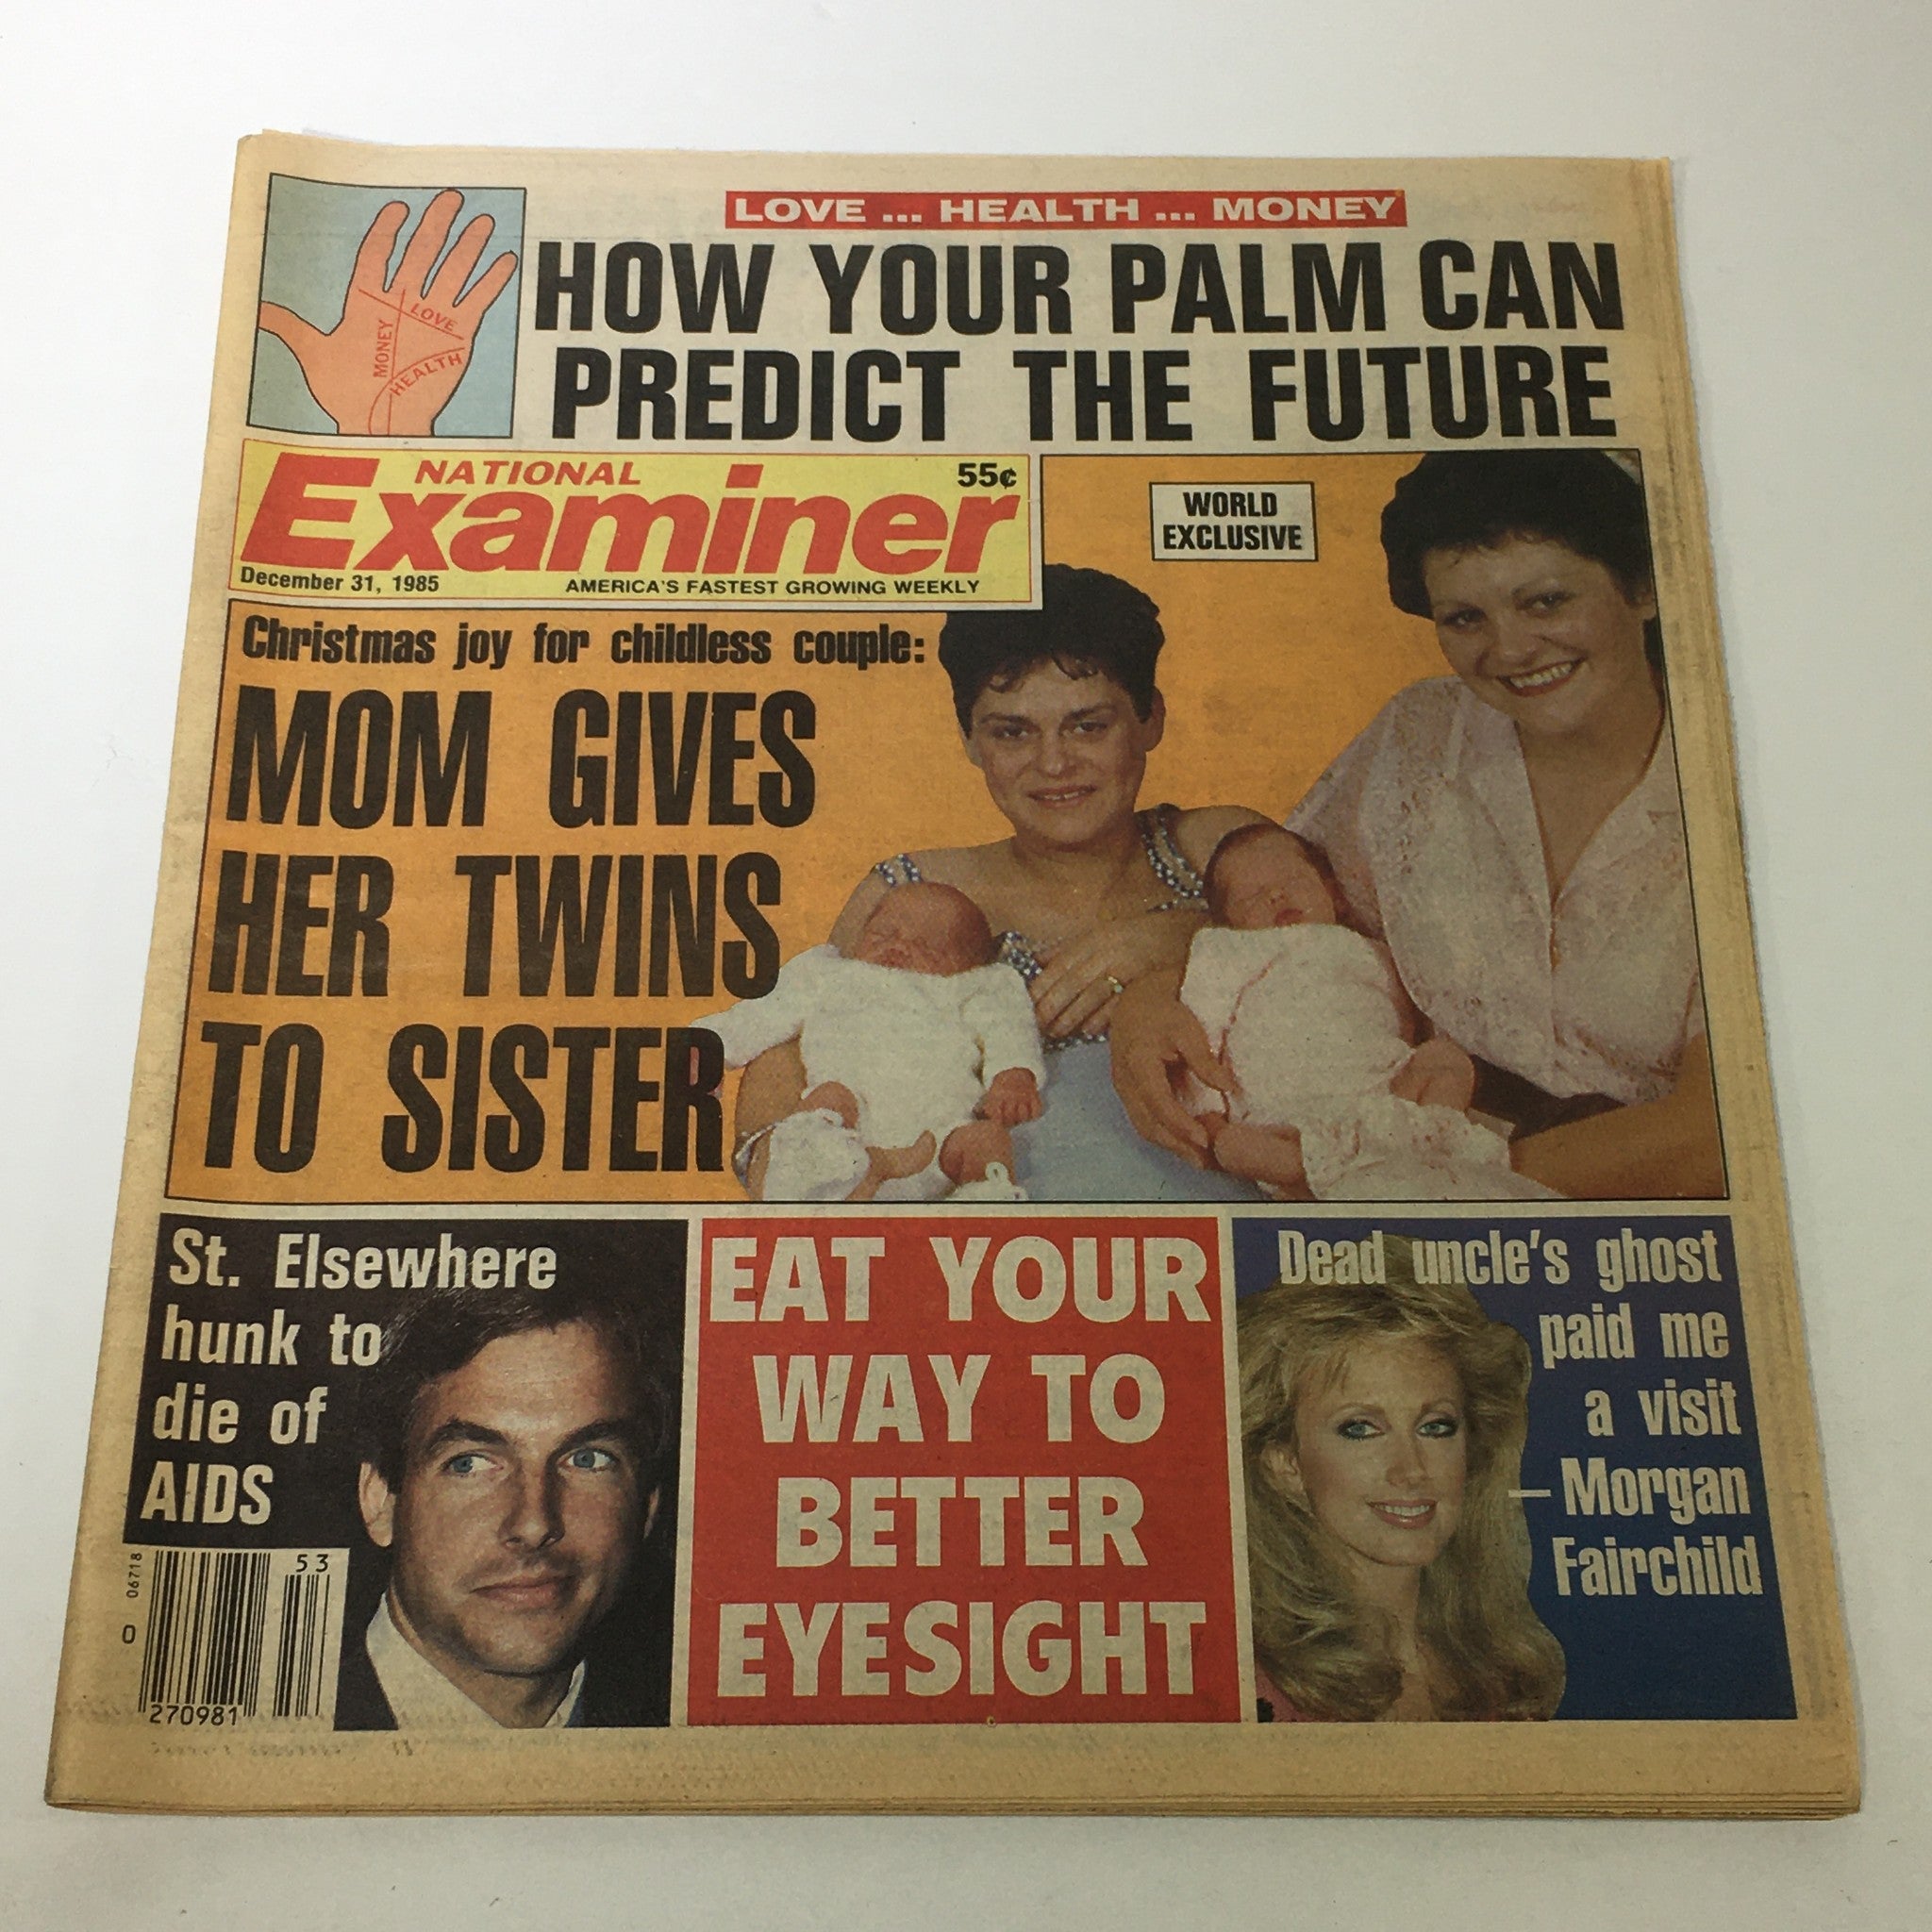 LOVE ... HEALTH ... MONEY
HOW YOUR PALM CAN
PREDICT THE FUTURE
LOVE
MONEY
HEALTH
NATIONAL
Examiner
55¢
December 31, 1985
AMERICA'S FASTEST GROWING WEEKLY
WORLD
EXCLUSIVE
Christmas joy for childless couple:
MOM GIVES
HER TWINS
TO SISTER
St. Elsewhere
hunk to
die of
AIDS
53
06718
0
270981
EAT YOUR
WAY TO
BETTER
EYESIGHT
Dead uncle's ghost
paid me
a visit
—Morgan
Fairchild